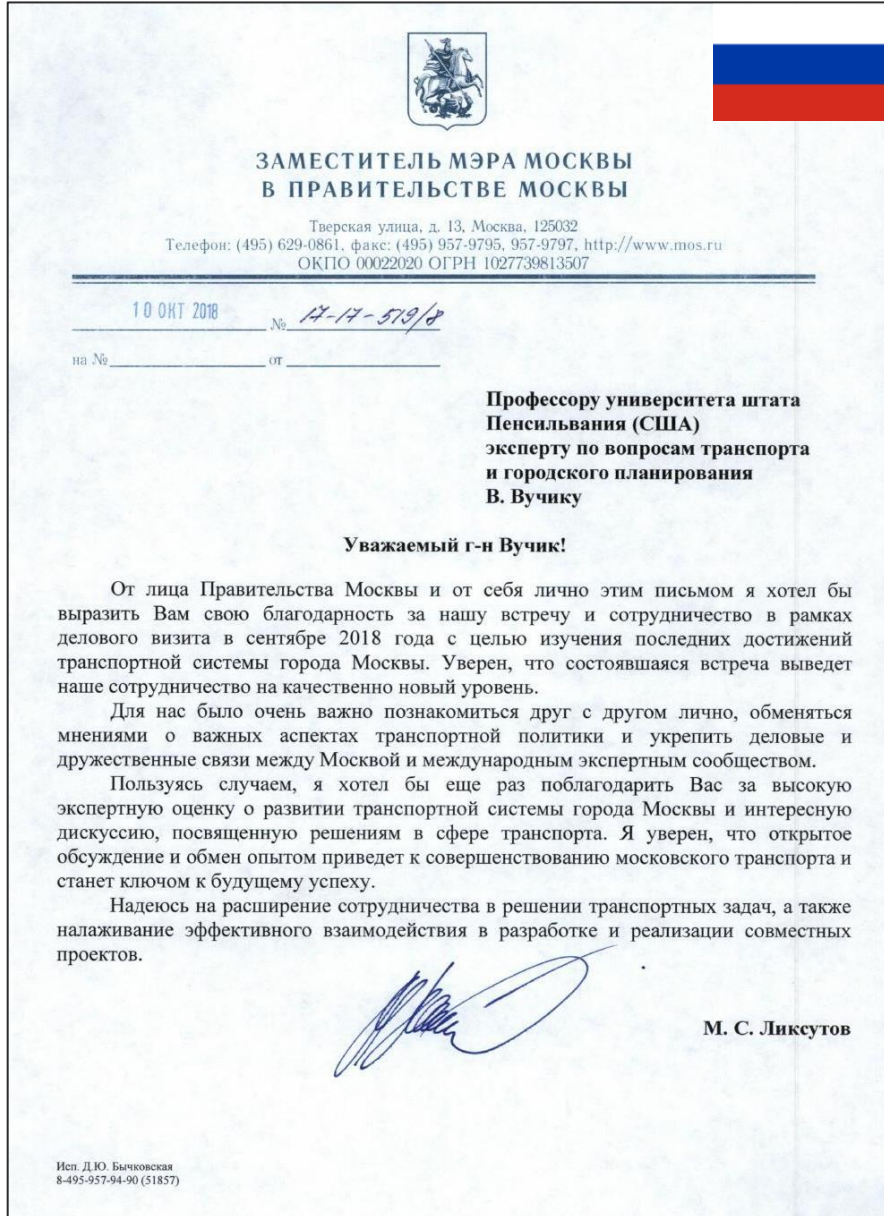 ЗАМЕСТИТЕЛЬ МЭРА МОСКВЫ
В ПРАВИТЕЛЬСТВЕ МОСКВЫ
Тверская улица, д. 13, Москва, 125032
Телефон: (495) 629-0861, факс: (495) 957-9795, 957-9797, http://www.mos.ru
ОКПО 00022020 ОГРН 1027739813507
10 ОКТ 2018 № 17-17-519/8
на № от
Профессору университета штата
Пенсильвания (США)
эксперту по вопросам транспорта
и городского планирования
В. Вучику
Уважаемый г-н Вучик!
От лица Правительства Москвы и от себя лично этим письмом я хотел бы
выразить Вам свою благодарность за нашу встречу и сотрудничество в рамках
делового визита в сентябре 2018 года с целью изучения последних достижений
транспортной системы города Москвы. Уверен, что состоявшаяся встреча выведет
наше сотрудничество на качественно новый уровень.
Для нас было очень важно познакомиться друг с другом лично, обменяться
мнениями о важных аспектах транспортной политики и укрепить деловые и
дружественные связи между Москвой и международным экспертным сообществом.
Пользуясь случаем, я хотел бы еще раз поблагодарить Вас за высокую
экспертную оценку о развитии транспортной системы города Москвы и интересную
дискуссию, посвященную решениям в сфере транспорта. Я уверен, что открытое
обсуждение и обмен опытом приведет к совершенствованию московского транспорта и
станет ключом к будущему успеху.
Надеюсь на расширение сотрудничества в решении транспортных задач, а также
налаживание эффективного взаимодействия в разработке и реализации совместных
проектов.
М. С. Ликсутов
Исп. Д.Ю. Бычковская
8-495-957-94-90 (51857)